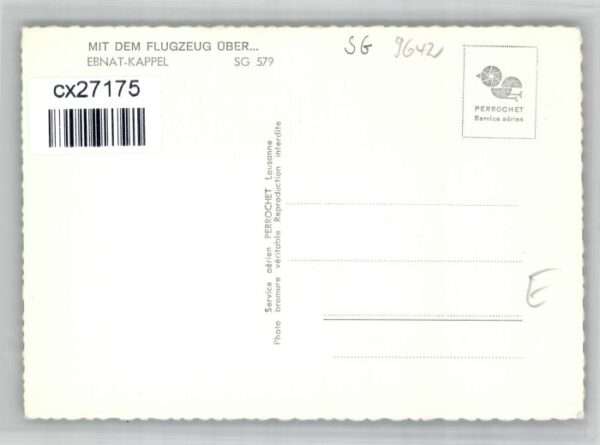 MIT DEM FLUGZEUG ÜBER...
EBNAT-KAPPEL SG 579
cx27175
SG 9642
PERROCHET
Service aérien
Service aérien PERROCHET Lausanne
Photo bromure véritable Reproduction interdite
E